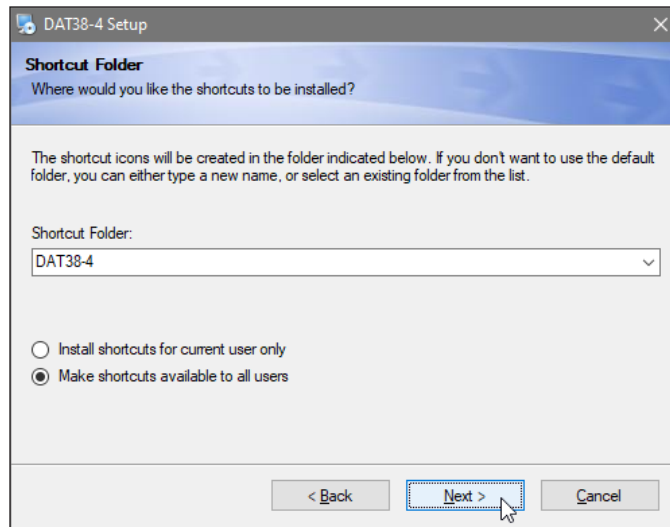 DAT38-4 Setup
Shortcut Folder
Where would you like the shortcuts to be installed?
The shortcut icons will be created in the folder indicated below. If you don't want to use the default
folder, you can either type a new name, or select an existing folder from the list.
Shortcut Folder:
DAT38-4
Install shortcuts for current user only
Make shortcuts available to all users
< Back
Next >
Cancel